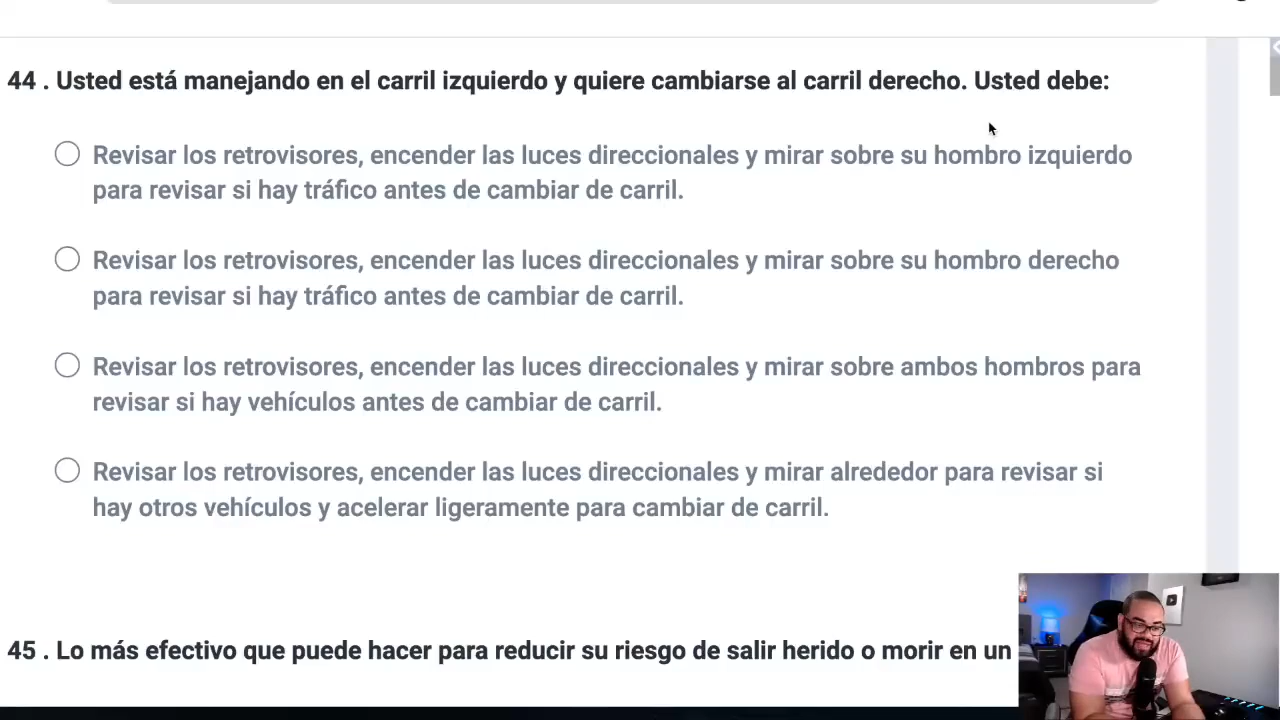 44 . Usted está manejando en el carril izquierdo y quiere cambiarse al carril derecho. Usted debe:
Revisar los retrovisores, encender las luces direccionales y mirar sobre su hombro izquierdo
para revisar si hay tráfico antes de cambiar de carril.
Revisar los retrovisores, encender las luces direccionales y mirar sobre su hombro derecho
para revisar si hay tráfico antes de cambiar de carril.
Revisar los retrovisores, encender las luces direccionales y mirar sobre ambos hombros para
revisar si hay vehículos antes de cambiar de carril.
Revisar los retrovisores, encender las luces direccionales y mirar alrededor para revisar si
hay otros vehículos y acelerar ligeramente para cambiar de carril.
45 . Lo más efectivo que puede hacer para reducir su riesgo de salir herido o morir en un